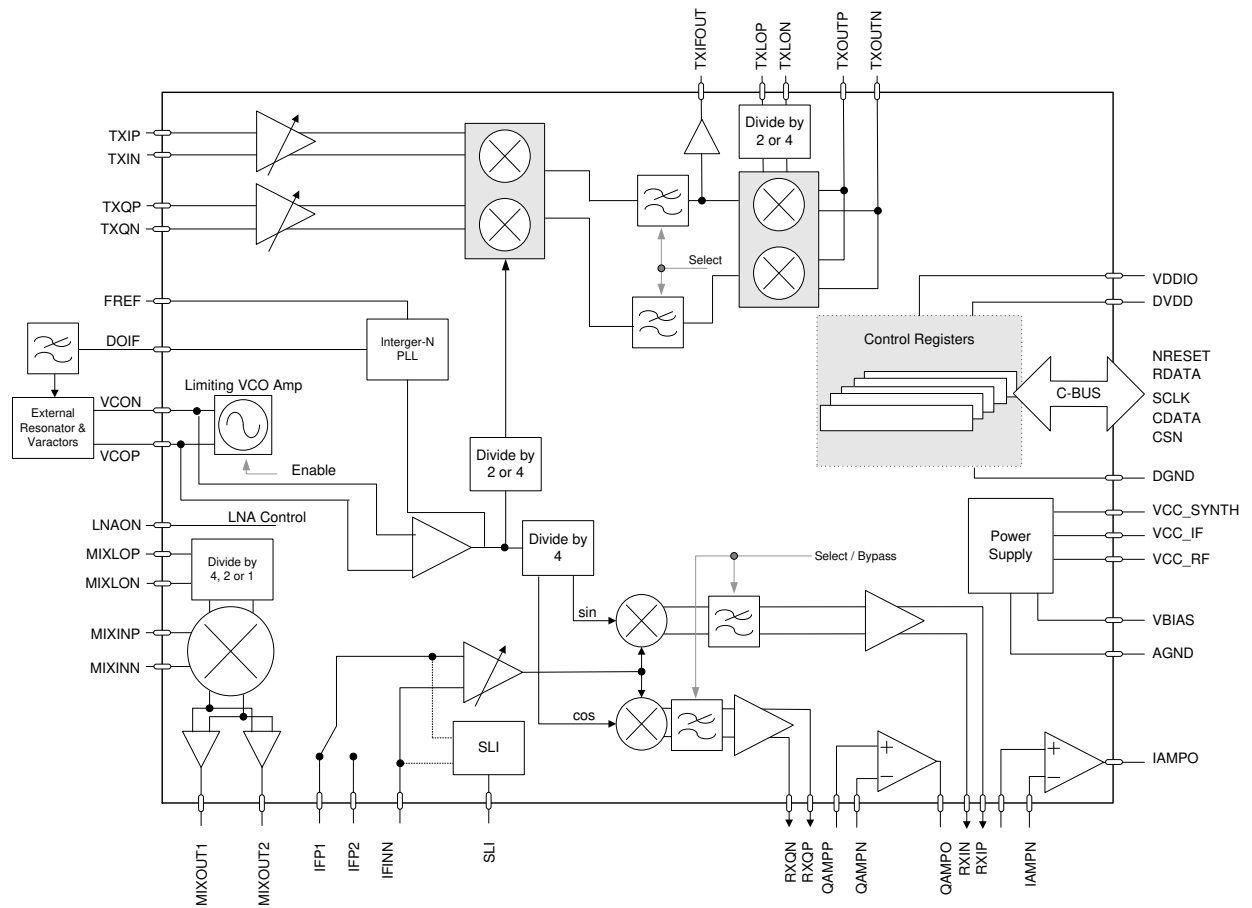 TXIFOUT
TXLOP
TXLON
TXOUTP
TXOUTN
TXIP
TXIN
TXQP
TXQN
Divide by
2 or 4
Select
FREF
DOIF
Interger-N
PLL
VCON
VCOP
External
Resonator &
Varactors
Limiting VCO Amp
Enable
Divide by
2 or 4
VDDIO
DVDD
Control Registers
C-BUS
NRESET
RDATA
SCLK
CDATA
CSN
DGND
LNAON
LNA Control
MIXLOP
MIXLON
Divide by
4, 2 or 1
MIXINP
MIXINN
Divide by
4
sin
cos
Select / Bypass
Power
Supply
VCC_SYNTH
VCC_IF
VCC_RF
VBIAS
AGND
SLI
+
−
+
−
IAMPO
MIXOUT1
MIXOUT2
IFP1
IFP2
IFINN
SLI
RXQN
RXQP
QAMPP
QAMPN
QAMPO
RXIN
RXIP
IAMPN